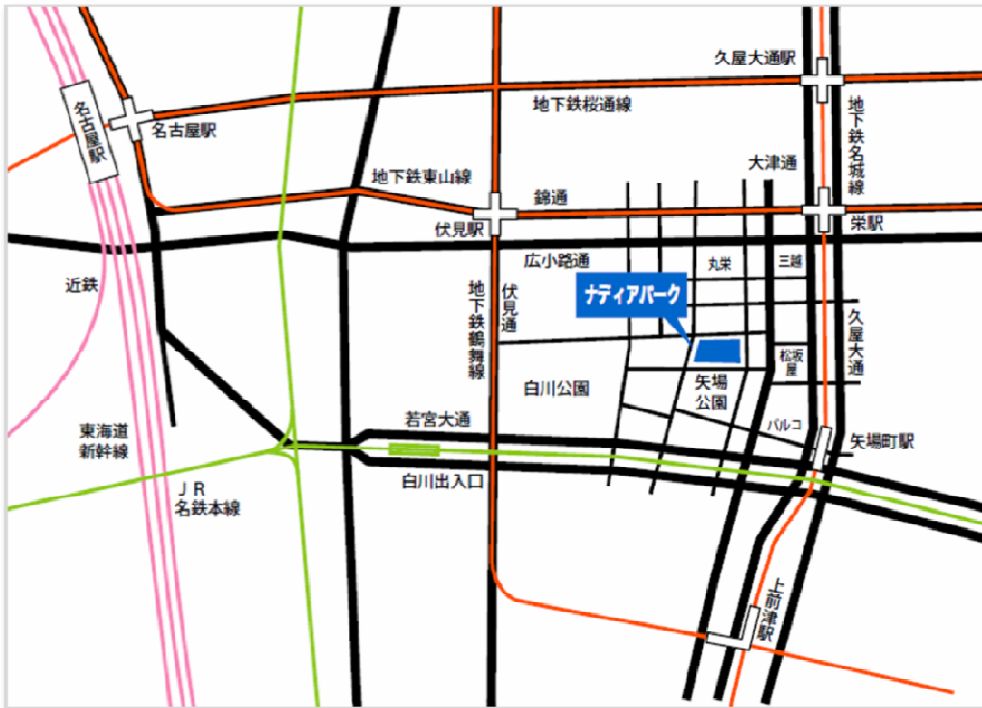 久屋大通駅
地下鉄桜通線
名古屋駅
名古屋駅
地下鉄名城線
大津通
地下鉄東山線
錦通
伏見駅
栄駅
広小路通
丸栄
三越
近鉄
ナディアパーク
地下鉄鶴舞線
伏見通
久屋大通
松坂
屋
白川公園
矢場
公園
若宮大通
パルコ
矢場町駅
東海道
新幹線
白川出入口
JR
名鉄本線
上前津駅